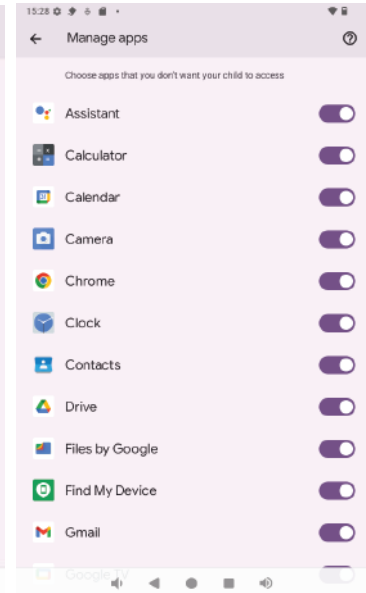 15:28
Manage apps
Choose apps that you don't want your child to access
Assistant
Calculator
Calendar
Camera
Chrome
Clock
Contacts
Drive
Files by Google
Find My Device
Gmail
Google TV